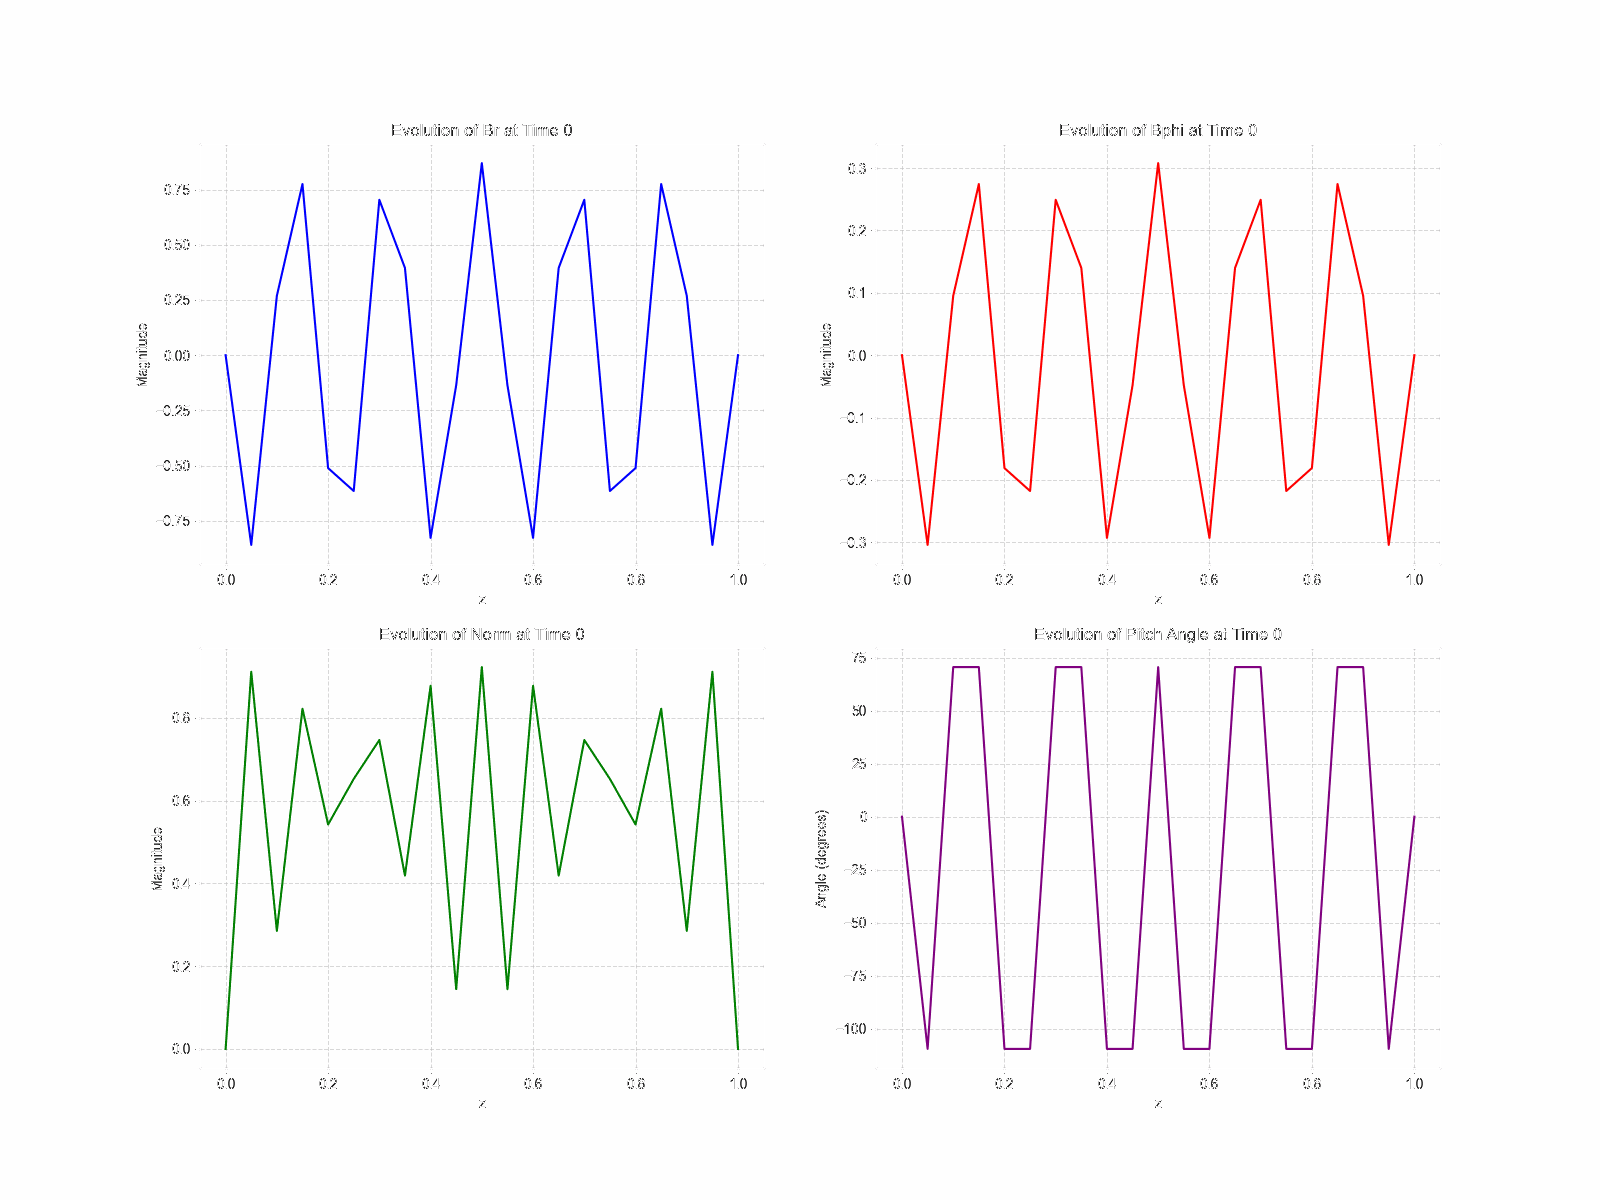 Evolution of Br at Time 0
0.75
0.50
0.25
0.00
−0.25
−0.50
−0.75
Magnitude
0.0 0.2 0.4 0.6 0.8 1.0
z
Evolution of Bphi at Time 0
0.3
0.2
0.1
0.0
−0.1
−0.2
−0.3
Magnitude
0.0 0.2 0.4 0.6 0.8 1.0
z
Evolution of Norm at Time 0
0.8
0.6
0.4
0.2
0.0
Magnitude
0.0 0.2 0.4 0.6 0.8 1.0
z
Evolution of Pitch Angle at Time 0
75
50
25
0
−25
−50
−75
−100
Angle (degrees)
0.0 0.2 0.4 0.6 0.8 1.0
z